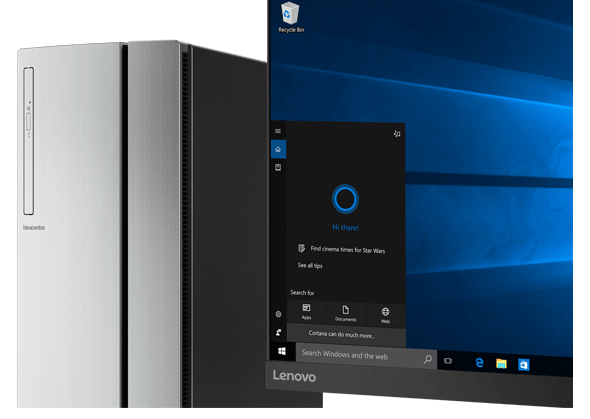 Recycle Bin
ideacentre
Hi there!
Find cinema times for Star Wars
See all tips
Search for
Apps
Documents
Web
Cortana can do much more...
Search Windows and the web
Lenovo